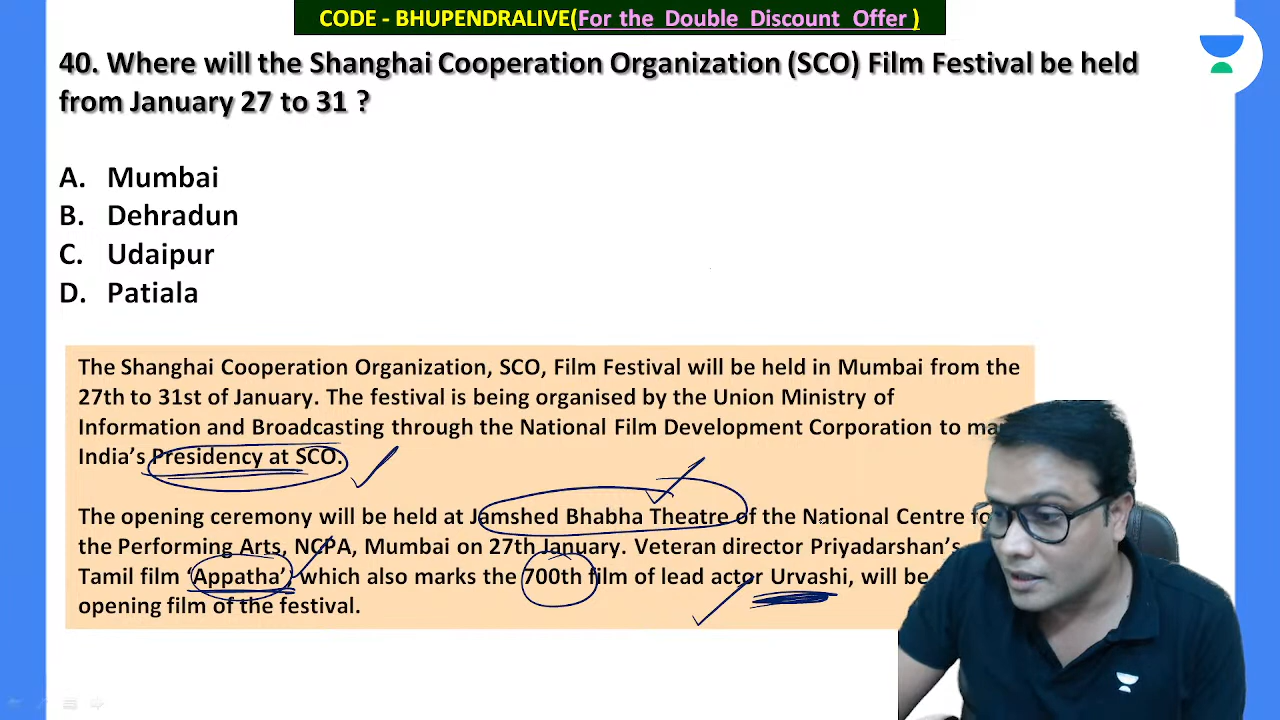 CODE - BHUPENDRALIVE(For the Double Discount Offer )
40. Where will the Shanghai Cooperation Organization (SCO) Film Festival be held
from January 27 to 31 ?
A. Mumbai
B. Dehradun
C. Udaipur
D. Patiala
The Shanghai Cooperation Organization, SCO, Film Festival will be held in Mumbai from the
27th to 31st of January. The festival is being organised by the Union Ministry of
Information and Broadcasting through the National Film Development Corporation to
India's Presidency at SCO.
The opening ceremony will be held at Jamshed Bhabha Theatre of the National Centre
the Performing Arts, NCPA, Mumbai on 27th January. Veteran director Priyadarshan's
Tamil film 'Appatha', which also marks the 700th film of lead actor Urvashi, will be
opening film of the festival.